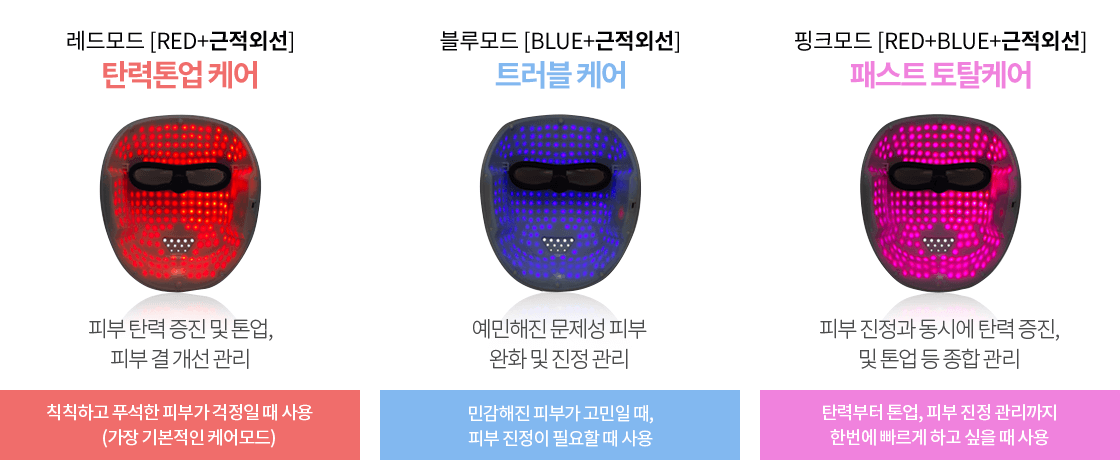 레드모드 [RED+근적외선]
탄력톤업 케어
피부 탄력 증진 및 톤업,
피부 결 개선 관리
칙칙하고 푸석한 피부가 걱정일 때 사용
(가장 기본적인 케어모드)
블루모드 [BLUE+근적외선]
트러블 케어
예민해진 문제성 피부
완화 및 진정 관리
민감해진 피부가 고민일 때,
피부 진정이 필요할 때 사용
핑크모드 [RED+BLUE+근적외선]
패스트 토탈케어
피부 진정과 동시에 탄력 증진,
및 톤업 등 종합 관리
탄력부터 톤업, 피부 진정 관리까지
한번에 빠르게 하고 싶을 때 사용